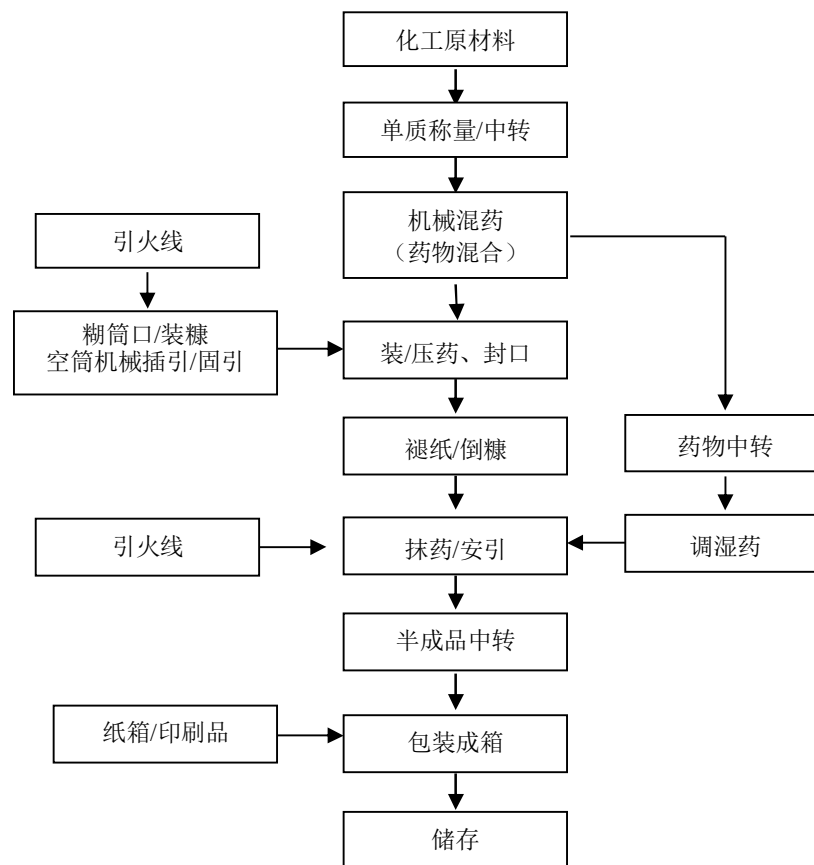 化工原材料
单质称量/中转
机械混药
（药物混合）
引火线
糊筒口/装糠
空筒机械插引/固引
装/压药、封口
褪纸/倒糠
药物中转
引火线
抹药/安引
调湿药
半成品中转
纸箱/印刷品
包装成箱
储存